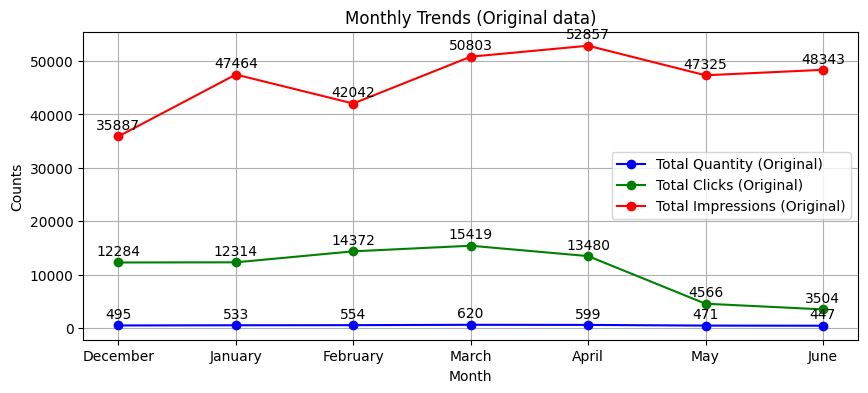 Monthly Trends (Original data)
52857
50803
50000
47464
47325
48343
42042
40000
35887
30000
Total Quantity (Original)
Total Clicks (Original)
Total Impressions (Original)
Counts
20000
12284
12314
14372
15419
13480
10000
4566
3504
495
533
554
620
599
471
447
0
December
January
February
March
April
May
June
Month